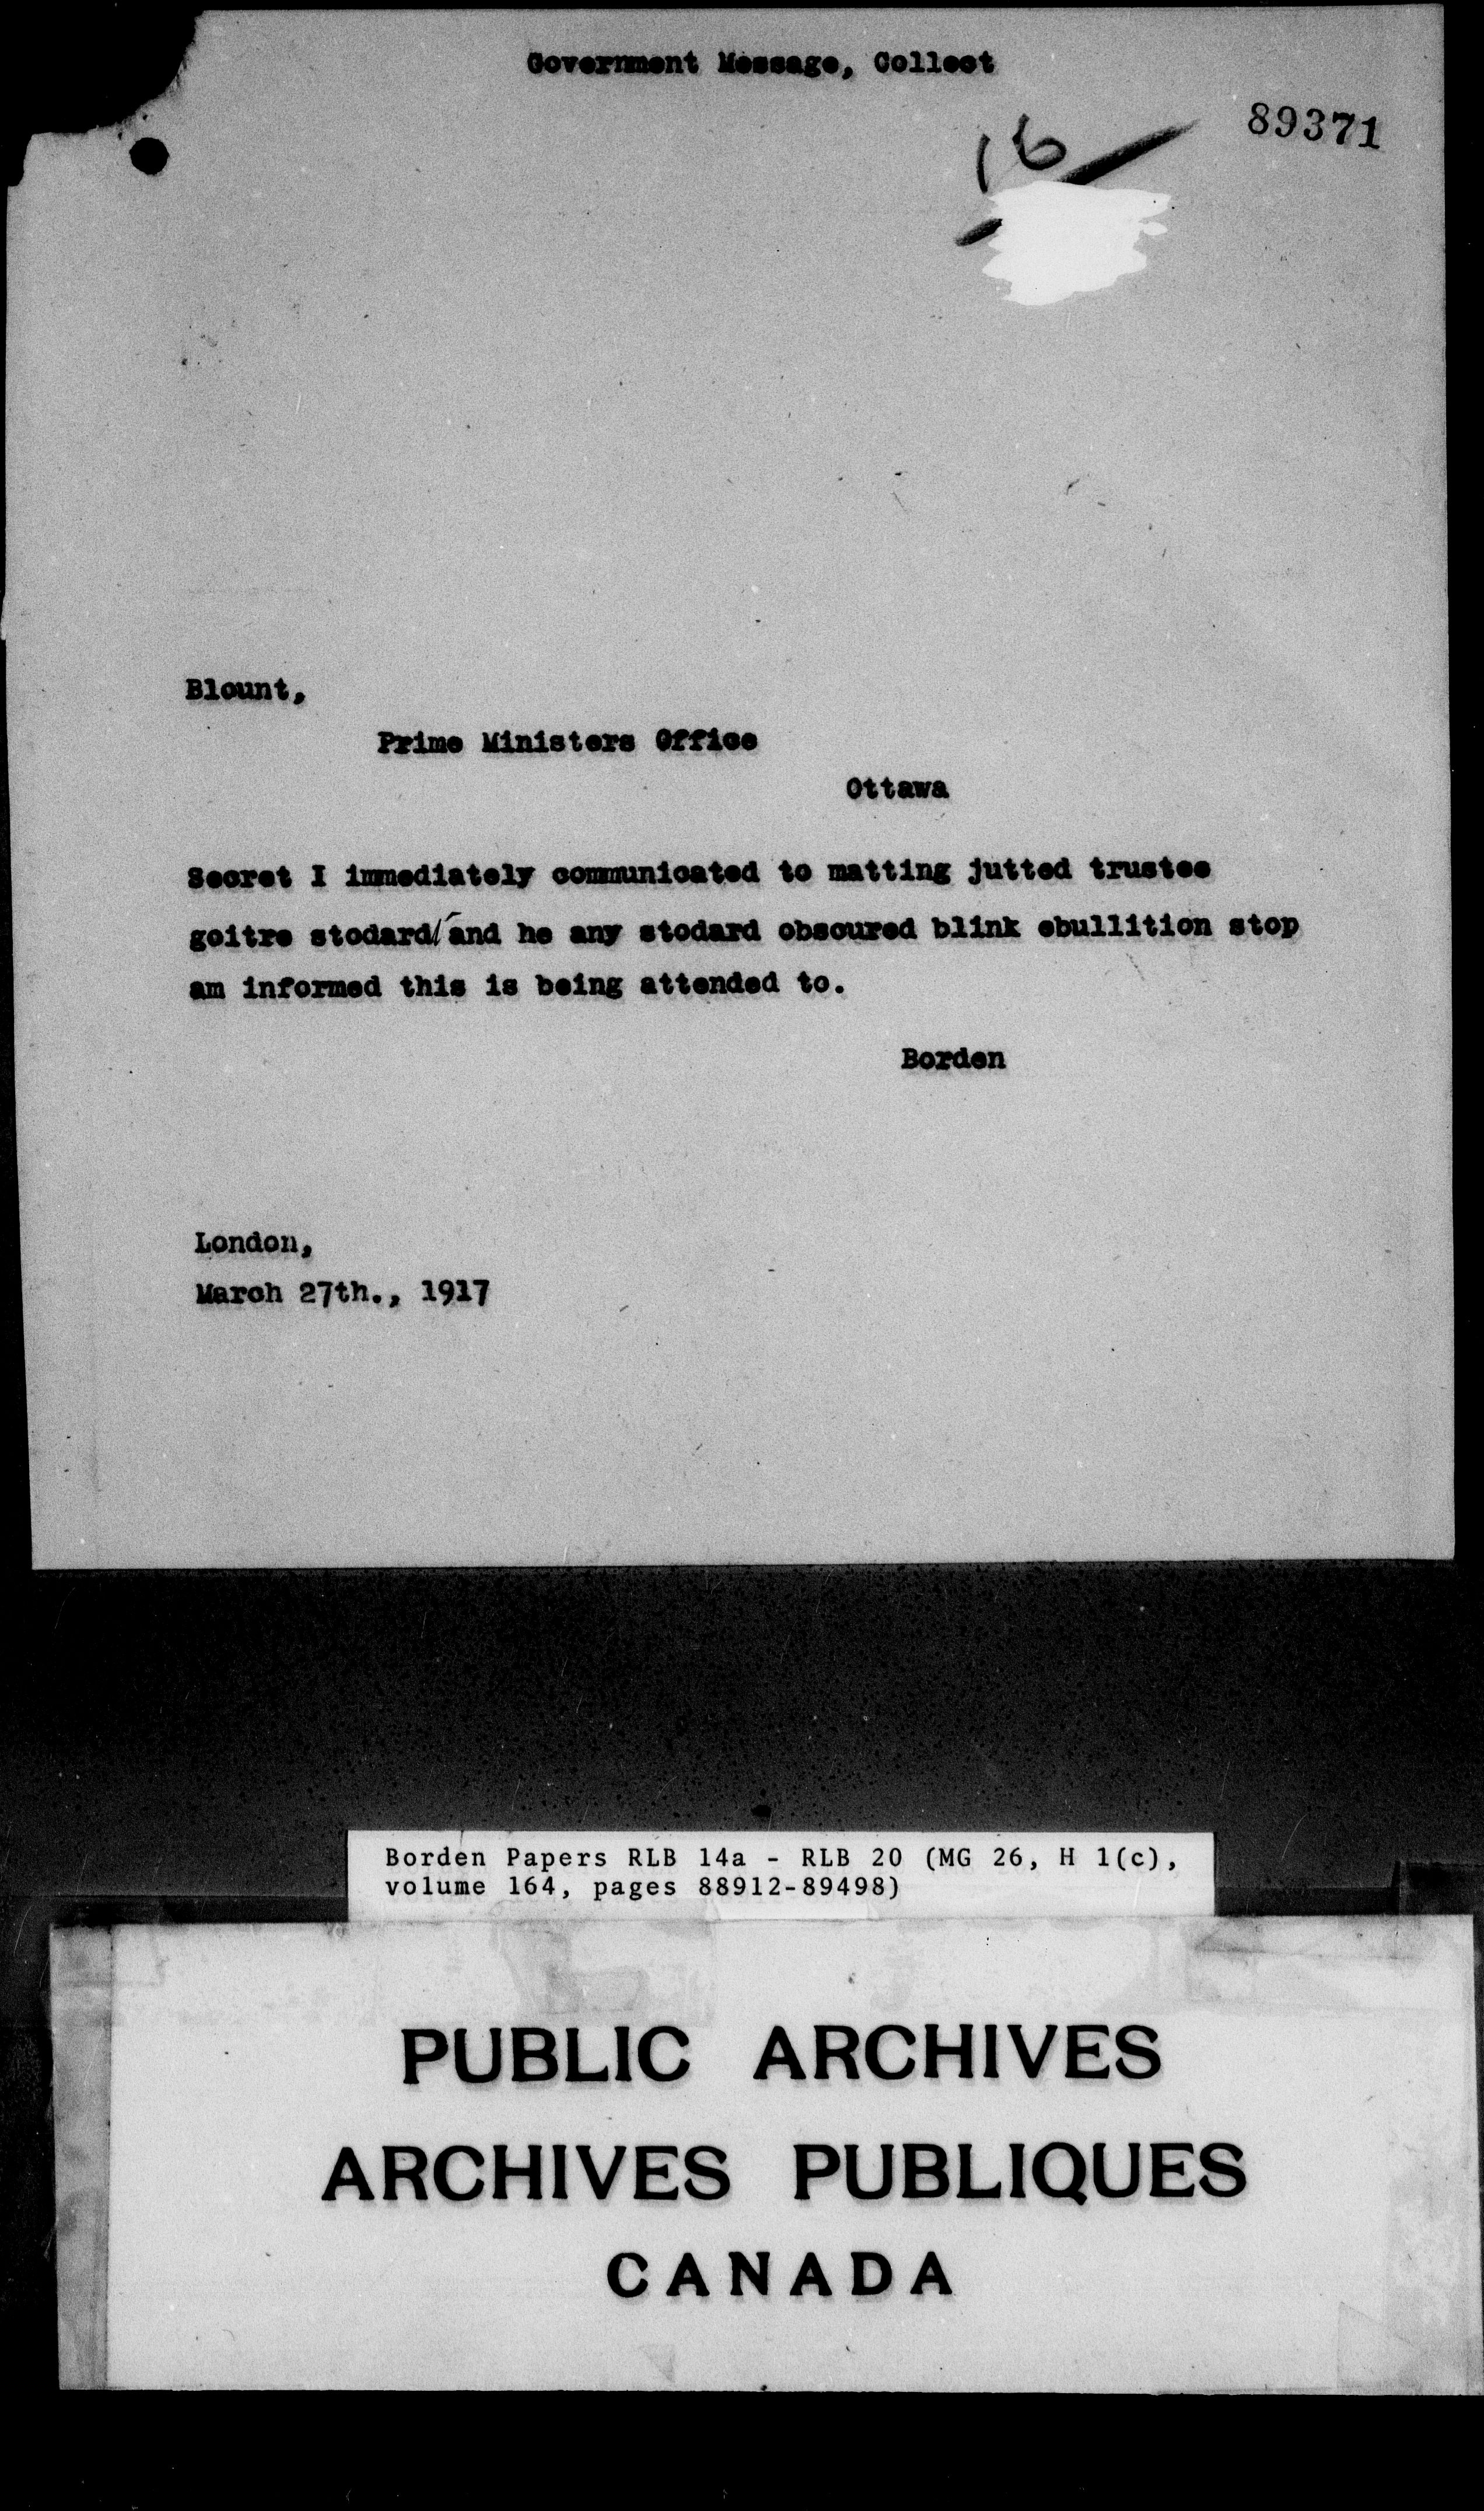 Government Message, Collect
89371
16
Blount,
Prime Ministers Office
Ottawa
Secret I immediately communicated to matting jutted trustee
goitre stodard/and he any stodard obscured blink ebullition stop
am informed this is being attended to.
Borden
London,
March 27th., 1917
Borden Papers RLB 14a - RLB 20 (MG 26, H 1(c),
volume 164, pages 88912-89498)
PUBLIC ARCHIVES
ARCHIVES PUBLIQUES
CANADA